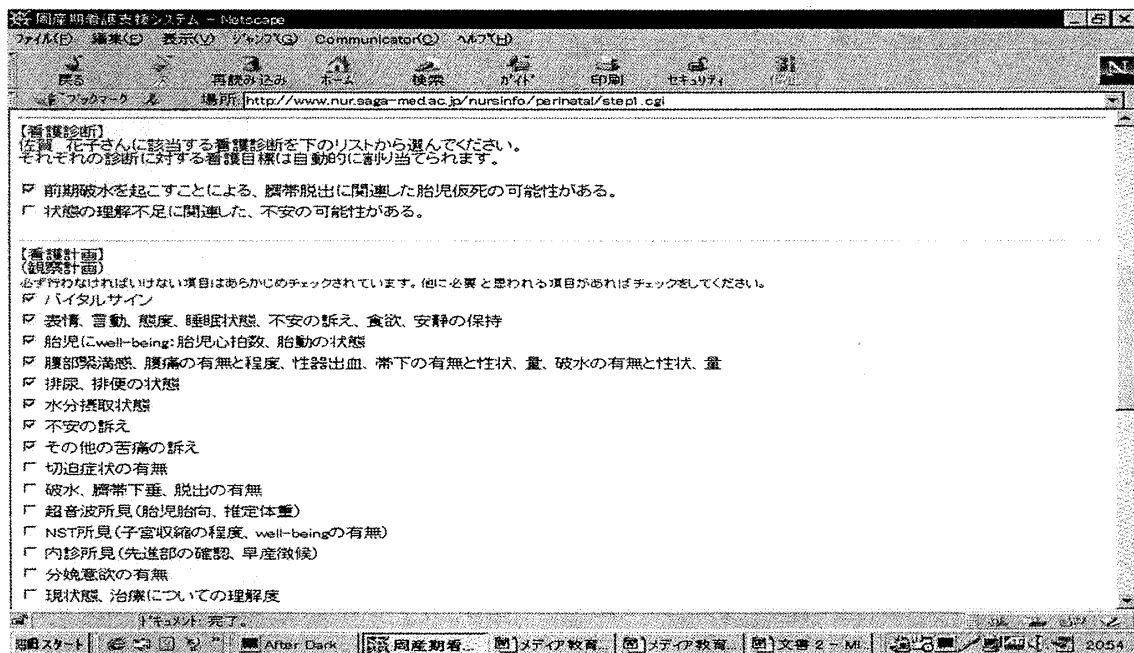 周産期看護支援システム - Netscape
ファイル(F) 編集(E) 表示(V) ジャンプ(G) Communicator(C) ヘルプ(H)
戻る 再読み込み ホーム 検索 ガイド 印刷 セキュリティ
ブックマーク 場所: http://www.nur.saga-med.ac.jp/nursinfo/perinatal/step1.cgi
【看護診断】
佐賀 花子さんに該当する看護診断を下のリストから選んでください。
それぞれの診断に対する看護目標は自動的に割り当てられます。
前期破水を起こすことによる、臍帯脱出に関連した胎児仮死の可能性がある。
状態の理解不足に関連した、不安の可能性がある。
【看護計画】
(観察計画)
必ず行わなければいけない項目はあらかじめチェックされています。他に必要と思われる項目があればチェックをしてください。
バイタルサイン
表情、言動、態度、睡眠状態、不安の訴え、食欲、安静の保持
胎児にwell-being:胎児心拍数、胎動の状態
腹部緊満感、腹痛の有無と程度、性器出血、帯下の有無と性状、量、破水の有無と性状、量
排尿、排便の状態
水分摂取状態
不安の訴え
その他の苦痛の訴え
切迫症状の有無
破水、臍帯下垂、脱出の有無
超音波所見(胎児胎向、推定体重)
NST所見(子宮収縮の程度、well-beingの有無)
内診所見(先進部の確認、早産徴候)
分娩意欲の有無
現状態、治療についての理解度
ドキュメント: 完了。
スタート After Dark 周産期看... メディア教育... メディア教育... 文書 2 - Mi... 20:54